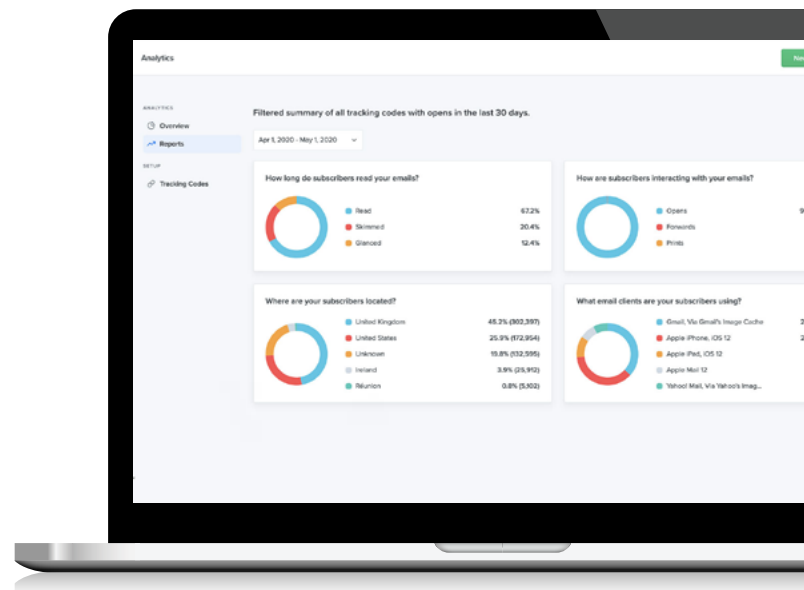 Analytics
ANALYTICS
Overview
Reports
SETUP
Tracking Codes
Filtered summary of all tracking codes with opens in the last 30 days.
Apr 1, 2020 - May 1, 2020
How long do subscribers read your emails?
Read 67.2%
Skimmed 20.4%
Glanced 12.4%
How are subscribers interacting with your emails?
Opens 9
Forwards
Prints
Where are your subscribers located?
United Kingdom 45.2% (302,397)
United States 25.9% (172,954)
Unknown 19.8% (132,595)
Ireland 3.9% (25,912)
Réunion 0.8% (5,102)
What email clients are your subscribers using?
Gmail, Via Gmail's Image Cache 2
Apple iPhone, iOS 12 2
Apple iPad, iOS 12
Apple Mail 12
Yahoo! Mail, Via Yahoo's Imag...